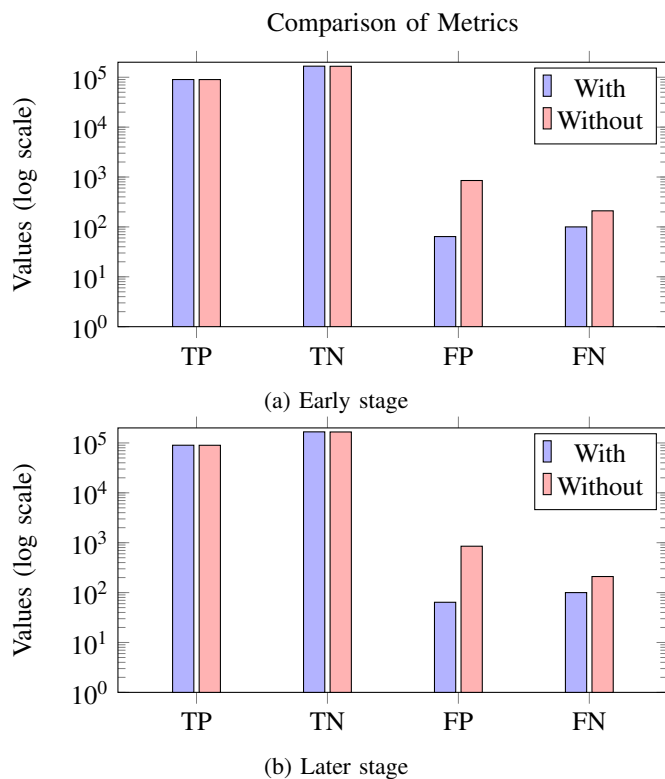 Comparison of Metrics
10^5
10^4
10^3
10^2
10^1
10^0
Values (log scale)
With
Without
TP TN FP FN
(a) Early stage
10^5
10^4
10^3
10^2
10^1
10^0
Values (log scale)
With
Without
TP TN FP FN
(b) Later stage